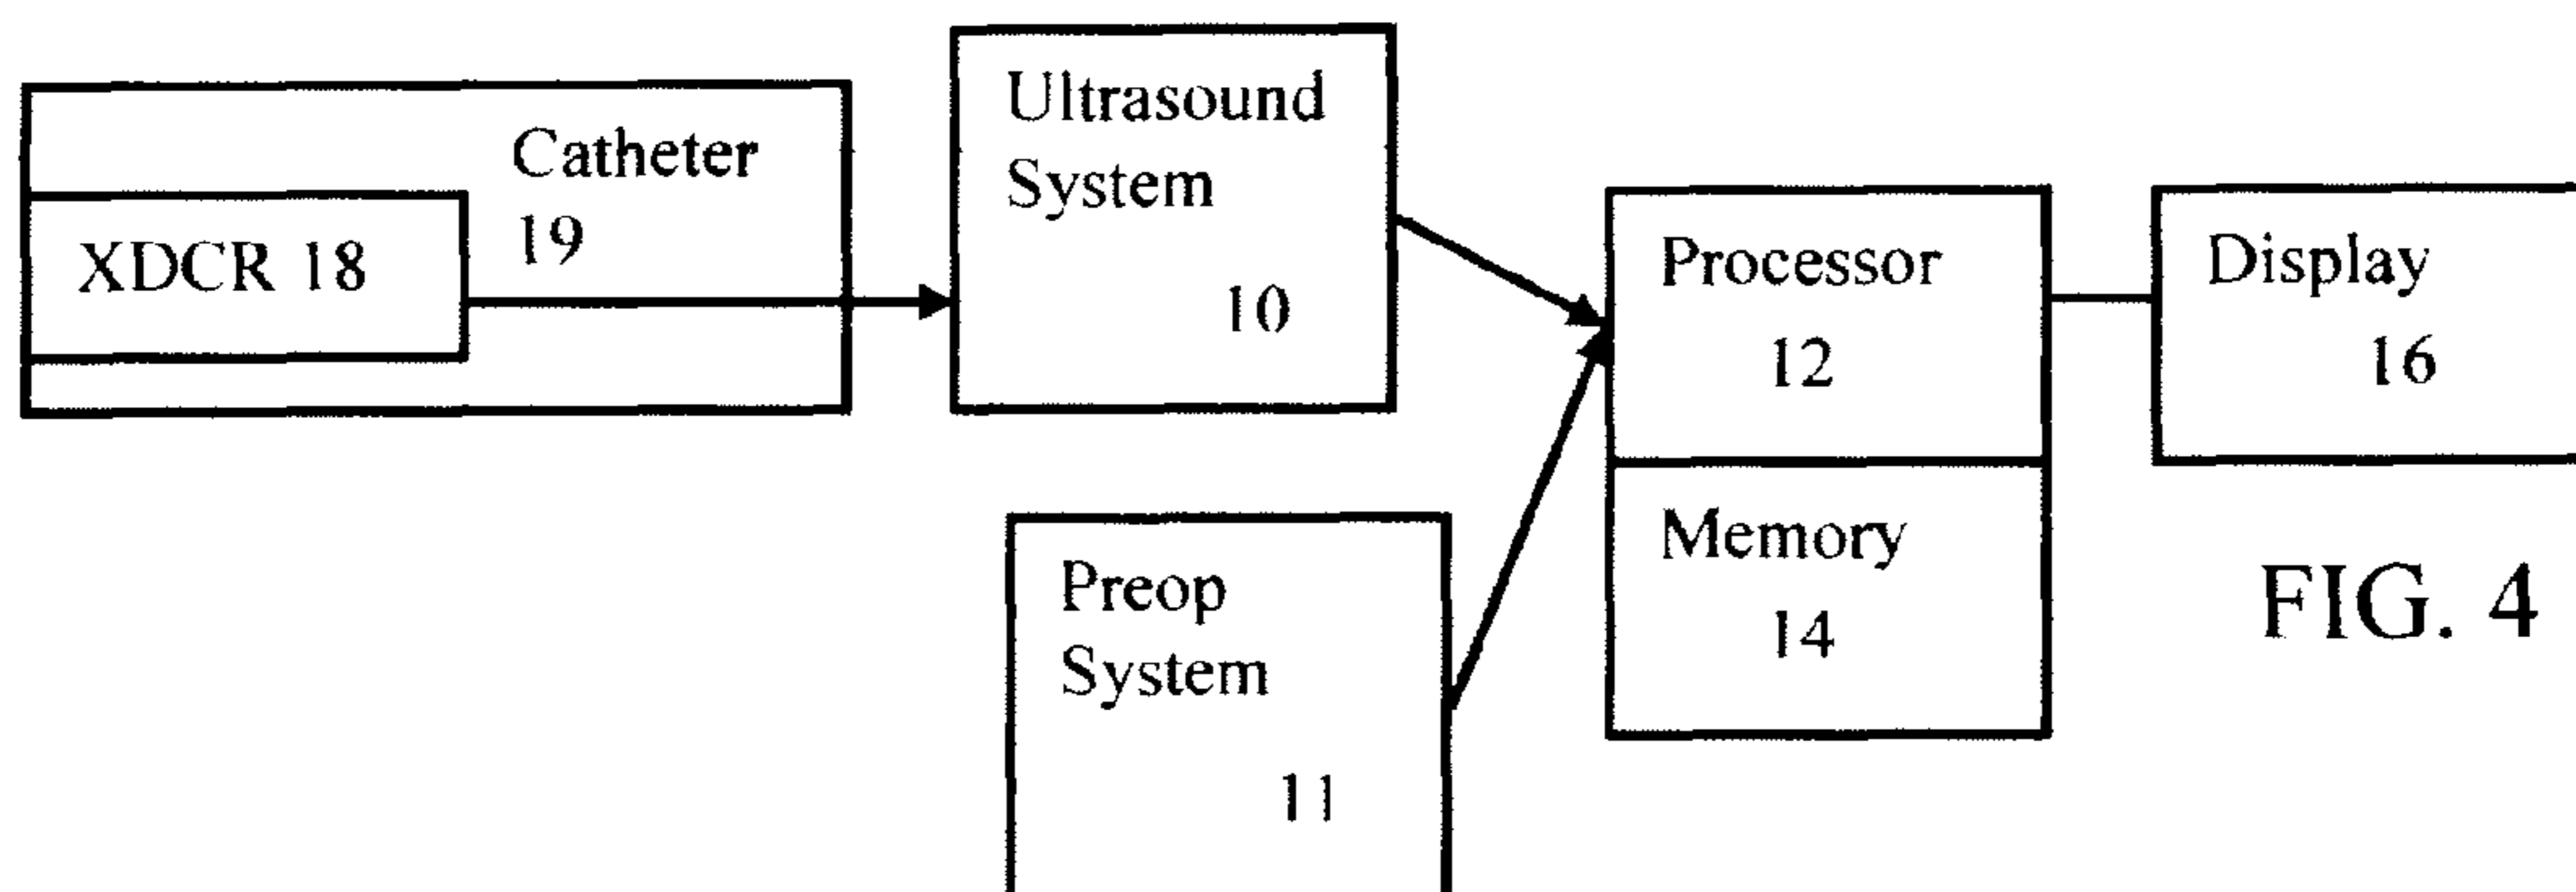 Catheter
19
XDCR 18
Ultrasound
System
10
Preop
System
11
Processor
12
Memory
14
Display
16
FIG. 4